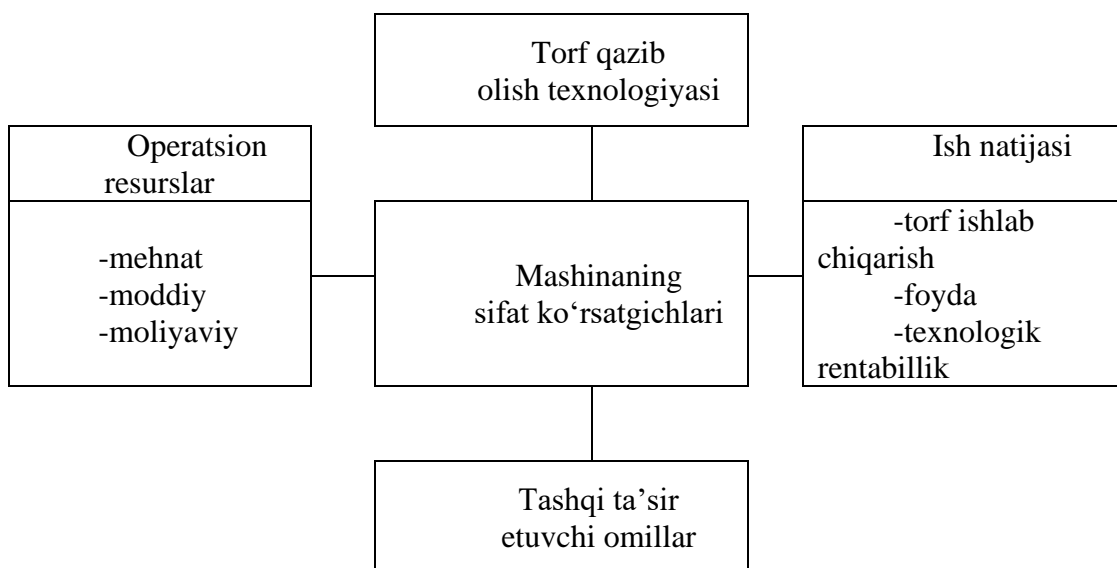 Torf qazib
olish texnologiyasi
Operatsion
resurslar
-mehnat
-moddiy
-moliyaviy
Mashinaning
sifat ko‘rsatgichlari
Ish natijasi
-torf ishlab
chiqarish
-foyda
-texnologik
rentabillik
Tashqi ta’sir
etuvchi omillar